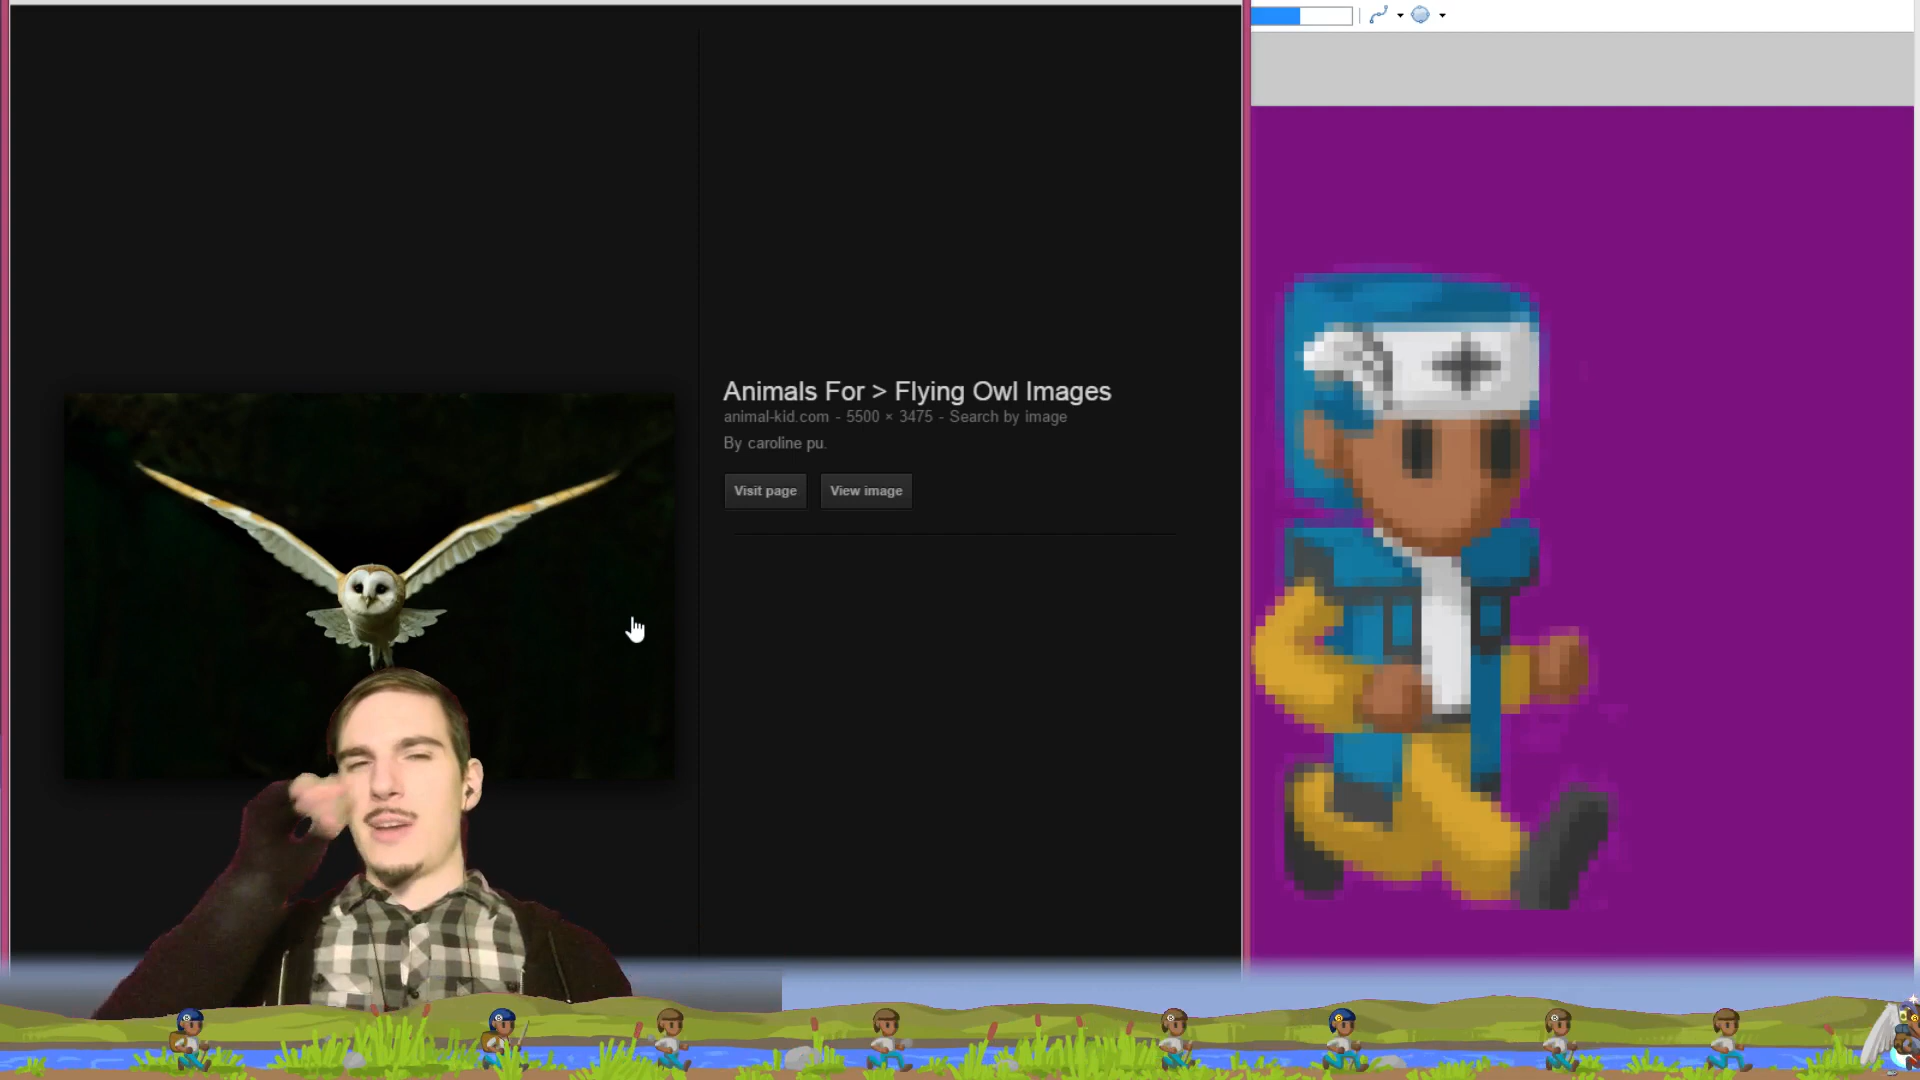 Animals For > Flying Owl Images
animal-kid.com - 5500 × 3475 - Search by image
By caroline pu.
Visit page
View image